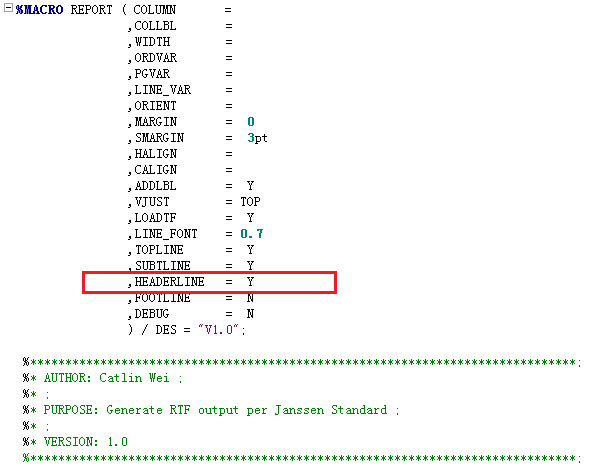 %MACRO REPORT ( COLUMN =
,COLLBL =
,WIDTH =
,ORDVAR =
,PGVAR =
,LINE_VAR =
,ORIENT =
,MARGIN = 0
,SMARGIN = 3pt
,HALIGN =
,CALIGN =
,ADDLBL = Y
,VJUST = TOP
,LOADTF = Y
,LINE_FONT = 0.7
,TOPLINE = Y
,SUBTLINE = Y
,HEADERLINE = Y
,FOOTLINE = N
,DEBUG = N
) / DES = "V1.0";
%******************************************************************************;
%* AUTHOR: Catlin Wei ;
%* ;
%* PURPOSE: Generate RTF output per Janssen Standard ;
%* ;
%* VERSION: 1.0
%******************************************************************************;